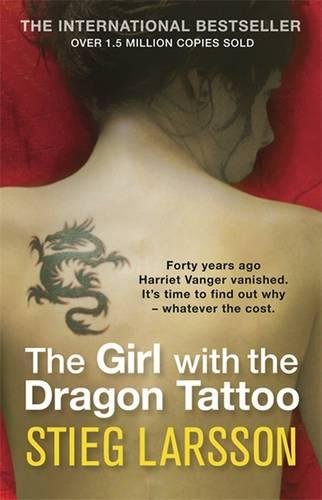 THE INTERNATIONAL BESTSELLER
OVER 1.5 MILLION COPIES SOLD
Forty years ago
Harriet Vanger vanished.
It's time to find out why
– whatever the cost.
The Girl with the
Dragon Tattoo
STIEG LARSSON